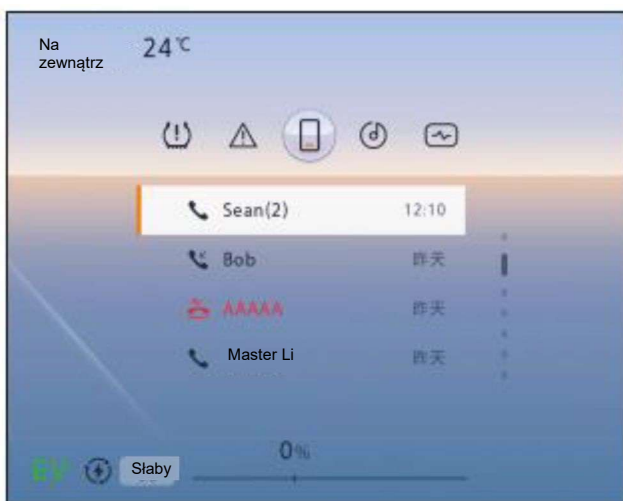 Na
zewnątrz
24℃
Sean(2) 12:10
Bob 昨天
AAAAA 昨天
Master Li 昨天
0%
EV Słaby